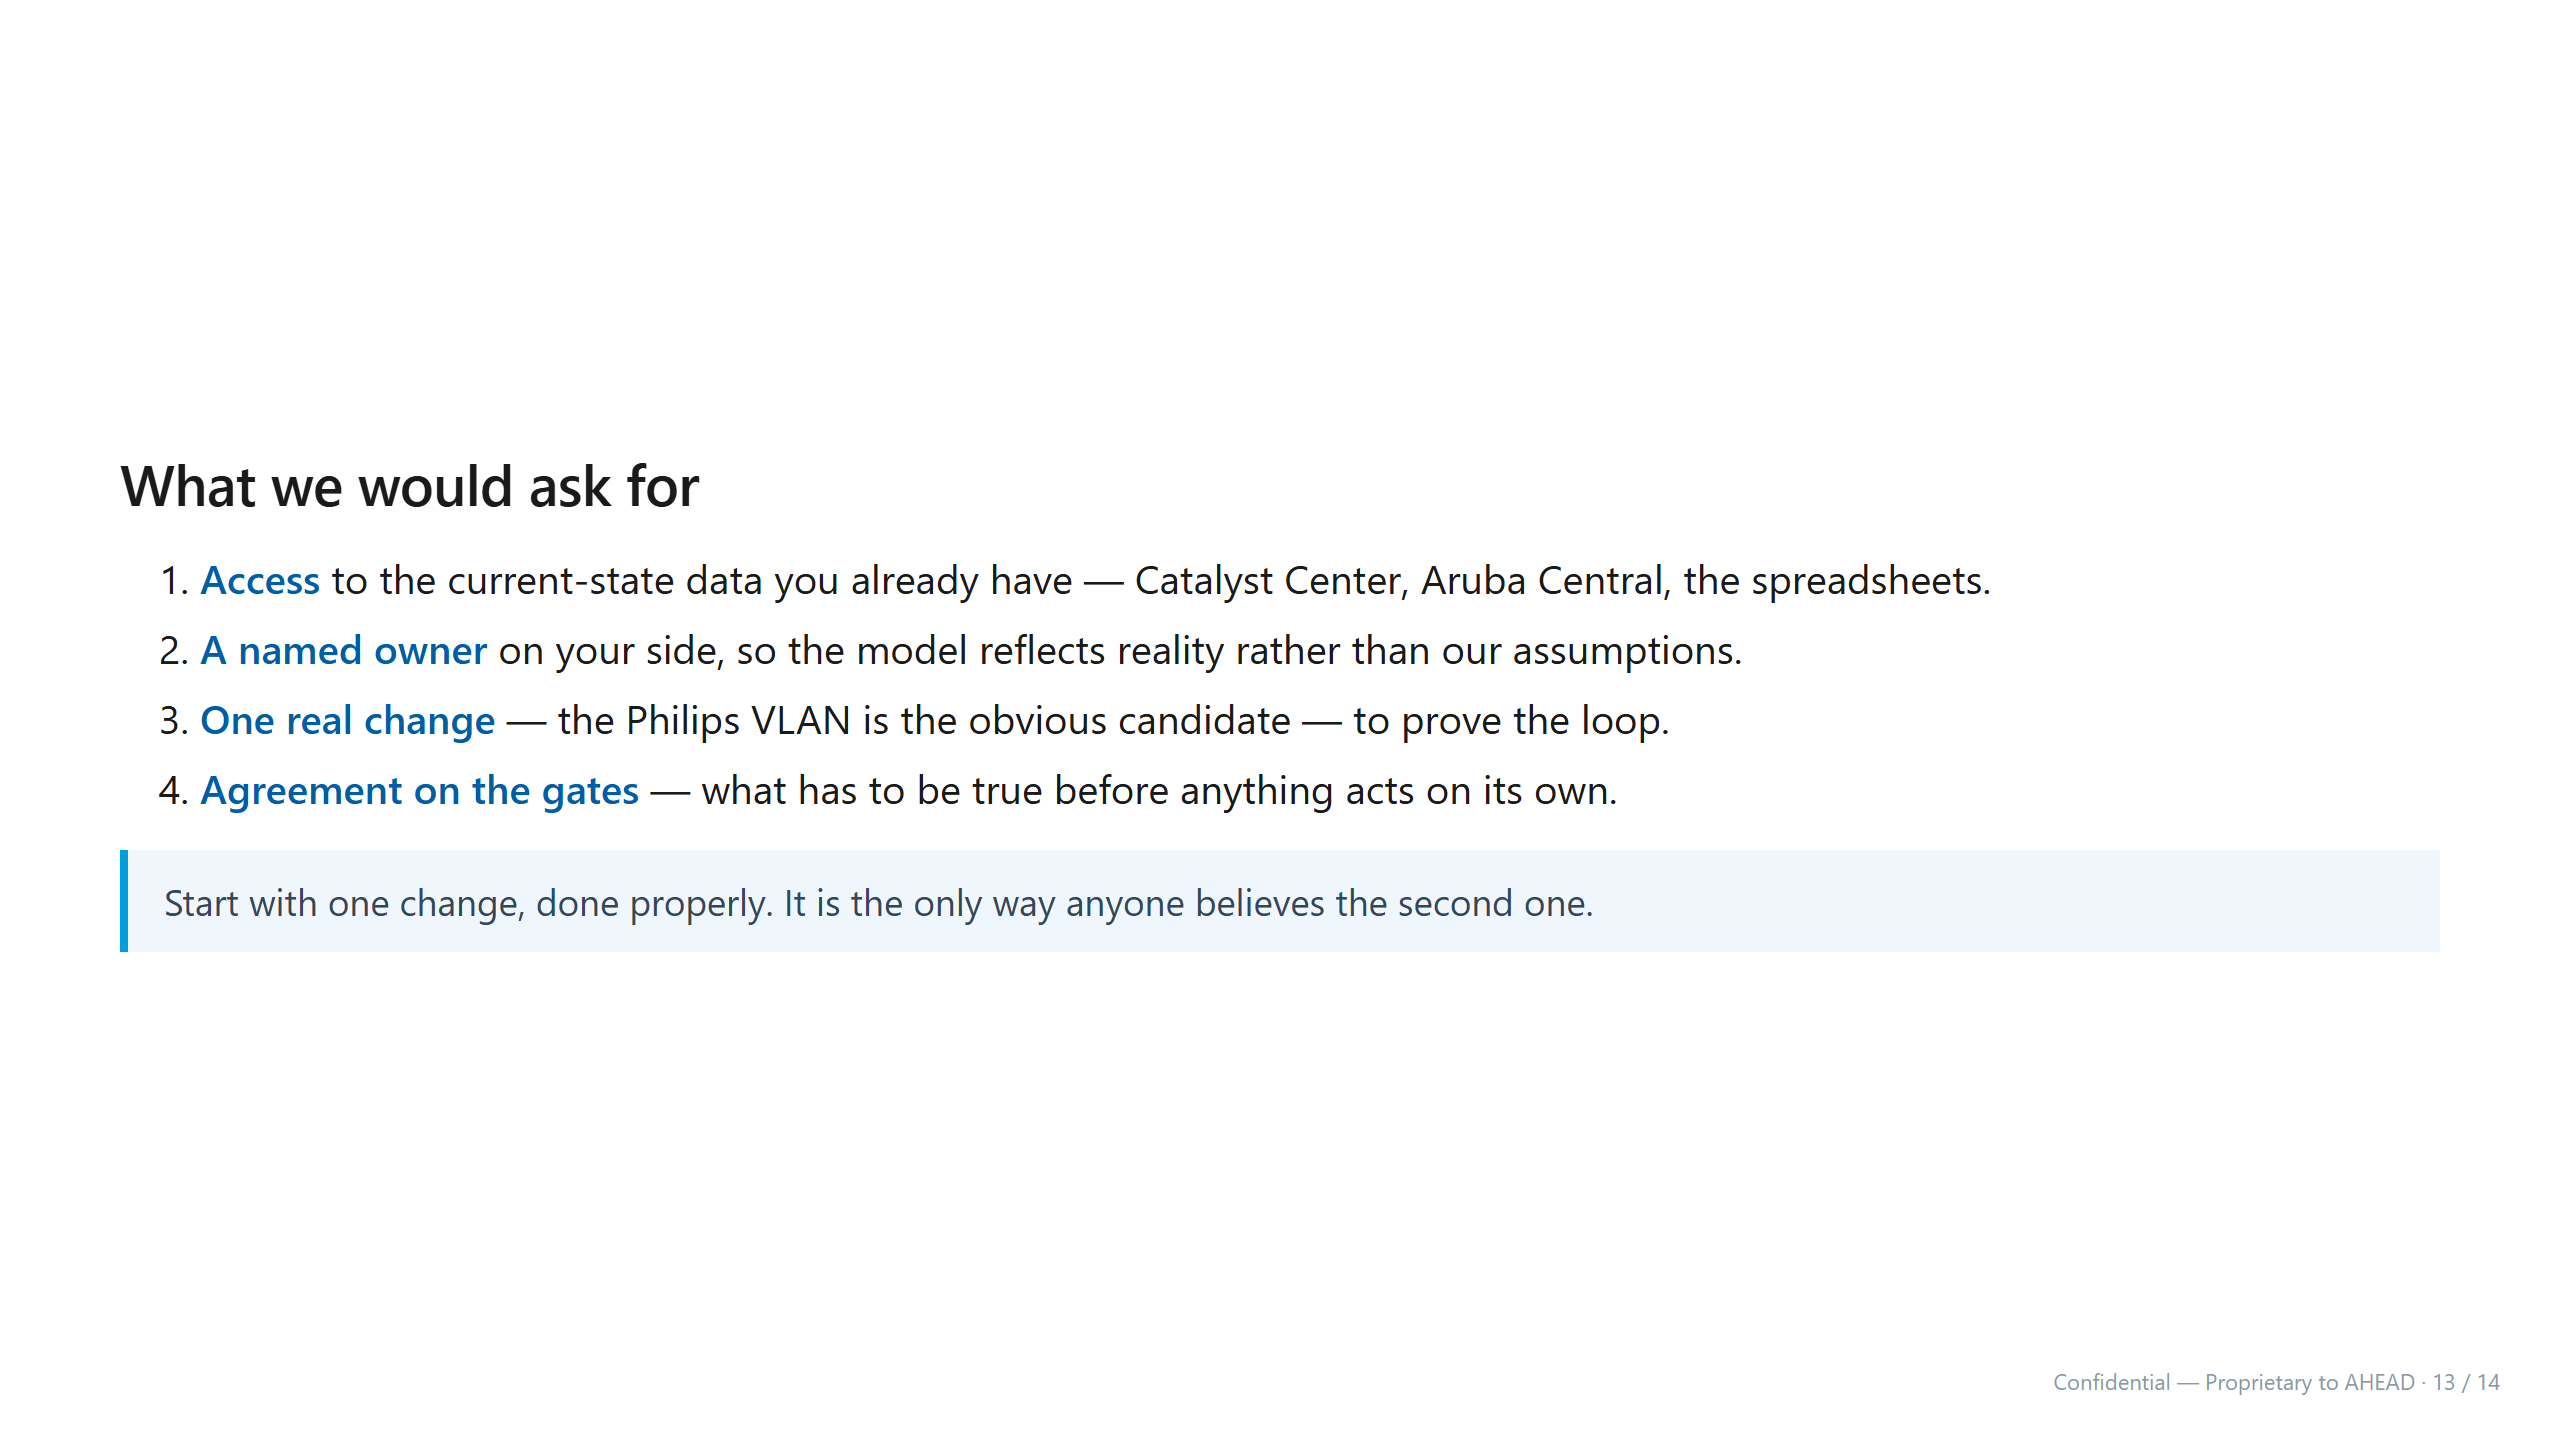 What we would ask for
1. Access to the current-state data you already have — Catalyst Center, Aruba Central, the spreadsheets.
2. A named owner on your side, so the model reflects reality rather than our assumptions.
3. One real change — the Philips VLAN is the obvious candidate — to prove the loop.
4. Agreement on the gates — what has to be true before anything acts on its own.
Start with one change, done properly. It is the only way anyone believes the second one.
Confidential — Proprietary to AHEAD · 13 / 14